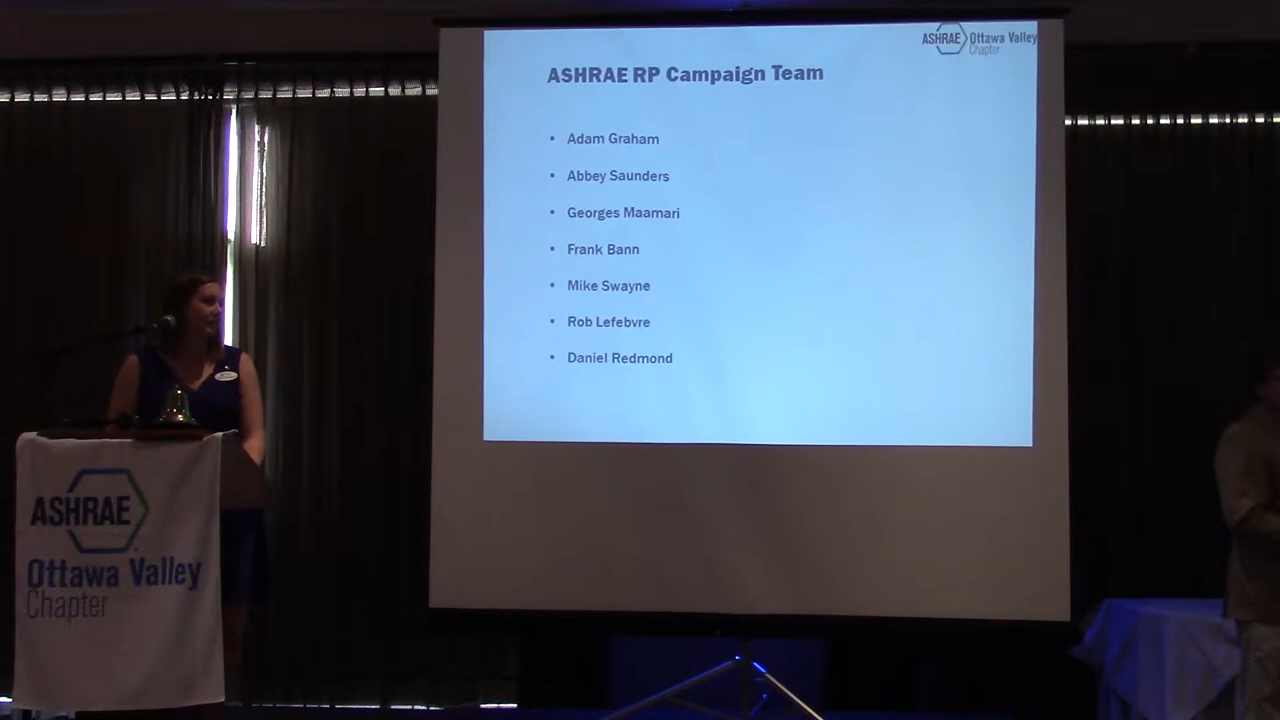 ASHRAE Ottawa Valley
Chapter
ASHRAE RP Campaign Team
• Adam Graham
• Abbey Saunders
• Georges Maamari
• Frank Bann
• Mike Swayne
• Rob Lefebvre
• Daniel Redmond
ASHRAE
Ottawa Valley
Chapter